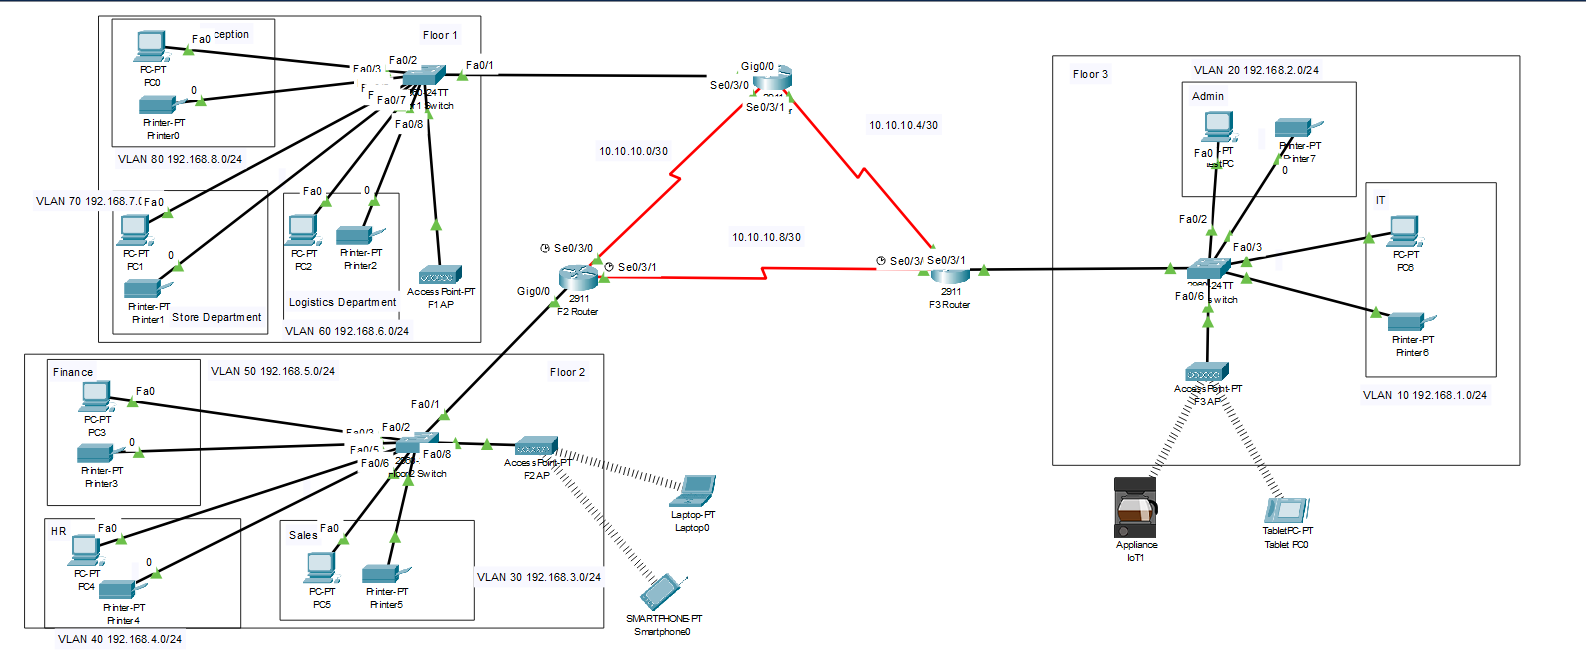 Floor 1
ception
Fa0
PC-PT
PC0
0
Printer-PT
Printer0
VLAN 80 192.168.8.0/24
Fa0/2
Fa0/1
Fa0/3
Fa0/7
Fa0/8
24TT
Switch
VLAN 70 192.168.7.0
Fa0
PC-PT
PC1
0
Printer-PT
Printer1
Store Department
Fa0
PC-PT
PC2
0
Printer-PT
Printer2
Logistics Department
VLAN 60 192.168.6.0/24
Access Point-PT
F1 AP
Gig0/0
Se0/3/0
Se0/3/1
10.10.10.0/30
10.10.10.4/30
10.10.10.8/30
Se0/3/0
Se0/3/1
Gig0/0
2911
F2 Router
Se0/3/
Se0/3/1
2911
F3 Router
Floor 3
VLAN 20 192.168.2.0/24
Admin
Fa0
-PT
Printer-PT
0
Fa0/2
Fa0/3
24TT
switch
Fa0/6
IT
PC-PT
PC6
Printer-PT
Printer6
VLAN 10 192.168.1.0/24
Access Point-PT
F3 AP
Appliance
IoT1
TabletPC-PT
Tablet PC0
Floor 2
Finance
VLAN 50 192.168.5.0/24
Fa0
PC-PT
PC3
0
Printer-PT
Printer3
Fa0/1
Fa0/2
Fa0/3
Fa0/5
Fa0/6
Fa0/8
Floor2 Switch
Access Point-PT
F2 AP
Laptop-PT
Laptop0
SMARTPHONE-PT
Smartphone0
HR
Fa0
PC-PT
PC4
0
Printer-PT
Printer4
VLAN 40 192.168.4.0/24
Sales
Fa0
PC-PT
PC5
Printer-PT
Printer5
VLAN 30 192.168.3.0/24